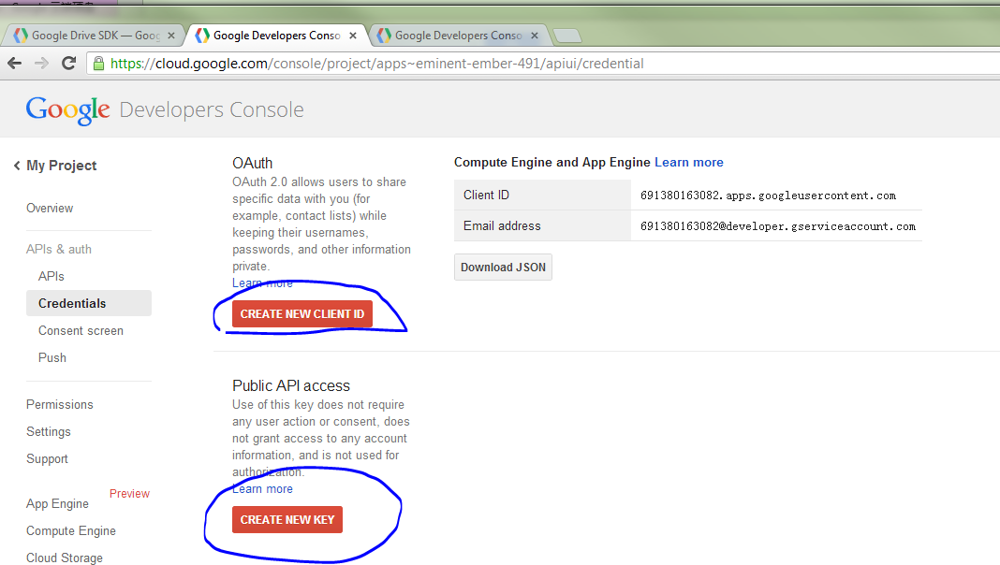 Google Drive SDK — Goog
Google Developers Conso
Google Developers Conso
https://cloud.google.com/console/project/apps~eminent-ember-491/apiui/credential
Google Developers Console
My Project
Overview
APIs & auth
APIs
Credentials
Consent screen
Push
Permissions
Settings
Support
Preview
App Engine
Compute Engine
Cloud Storage
OAuth
OAuth 2.0 allows users to share
specific data with you (for
example, contact lists) while
keeping their usernames,
passwords, and other information
private.
Learn more
CREATE NEW CLIENT ID
Compute Engine and App Engine Learn more
Client ID 691380163082.apps.googleusercontent.com
Email address 691380163082@developer.gserviceaccount.com
Download JSON
Public API access
Use of this key does not require
any user action or consent, does
not grant access to any account
information, and is not used for
authorization.
Learn more
CREATE NEW KEY